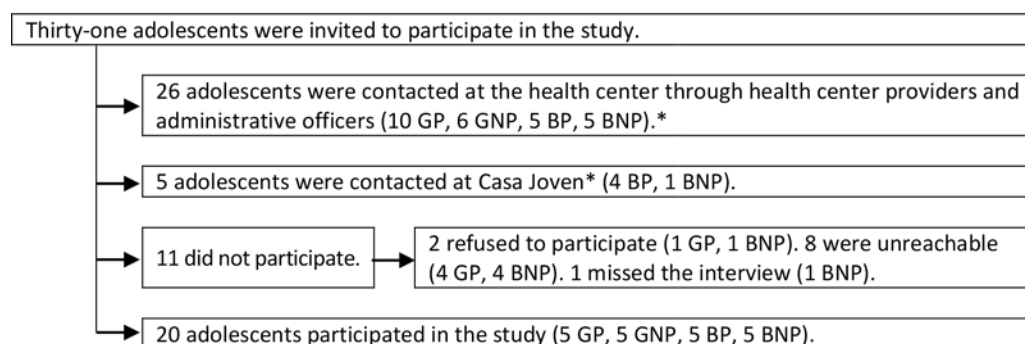 Thirty-one adolescents were invited to participate in the study.
26 adolescents were contacted at the health center through health center providers and
administrative officers (10 GP, 6 GNP, 5 BP, 5 BNP).*
5 adolescents were contacted at Casa Joven* (4 BP, 1 BNP).
11 did not participate.
2 refused to participate (1 GP, 1 BNP). 8 were unreachable
(4 GP, 4 BNP). 1 missed the interview (1 BNP).
20 adolescents participated in the study (5 GP, 5 GNP, 5 BP, 5 BNP).